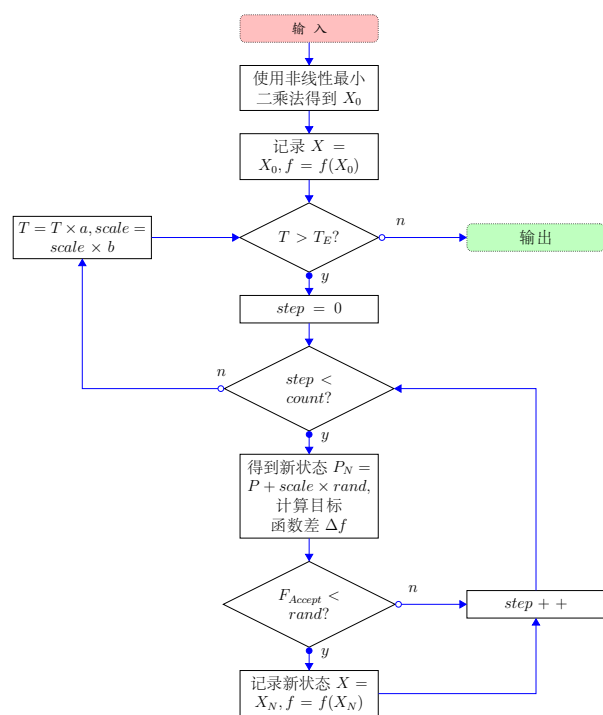 输 入
使用非线性最小
二乘法得到 X₀
记录 X =
X₀, f = f(X₀)
T = T × a, scale =
scale × b
T > T_E?
n
输出
y
step = 0
n
step <
count?
y
得到新状态 P_N =
P + scale × rand,
计算目标
函数差 Δf
F_Accept <
rand?
n
step + +
y
记录新状态 X =
X_N, f = f(X_N)